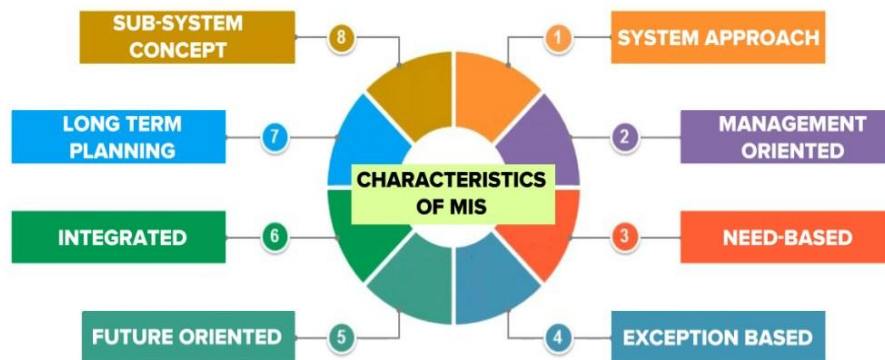 CHARACTERISTICS
OF MIS
1
SYSTEM APPROACH
2
MANAGEMENT
ORIENTED
3
NEED-BASED
4
EXCEPTION BASED
5
FUTURE ORIENTED
6
INTEGRATED
7
LONG TERM
PLANNING
8
SUB-SYSTEM
CONCEPT